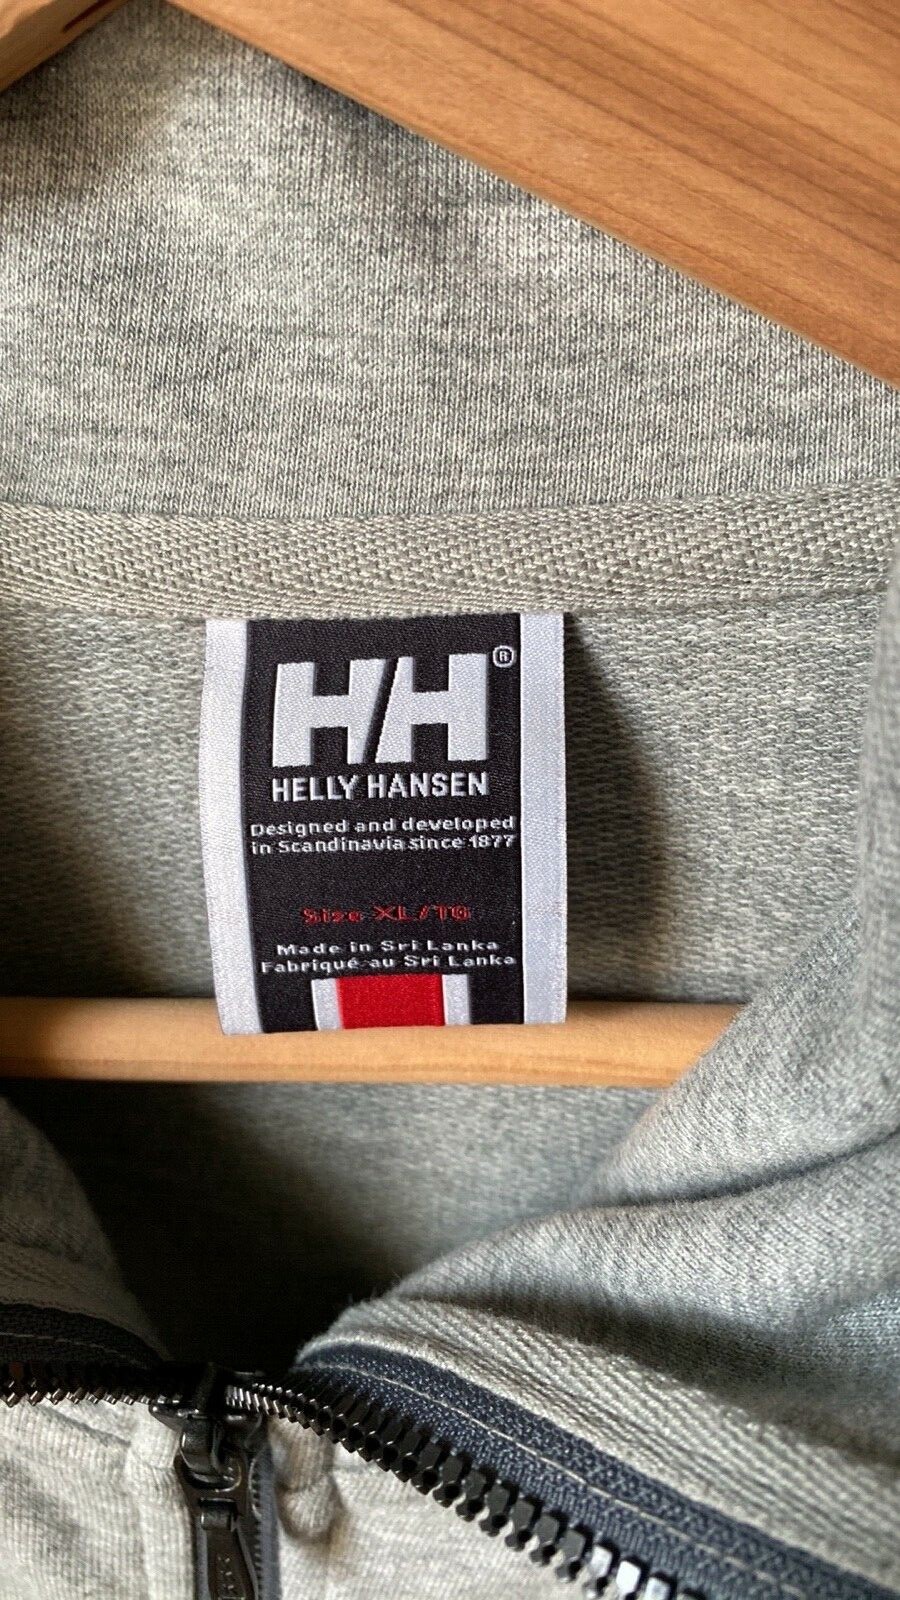 HH®
HELLY HANSEN
Designed and developed
in Scandinavia since 1877
Size XL/TG
Made in Sri Lanka
Fabriqué au Sri Lanka